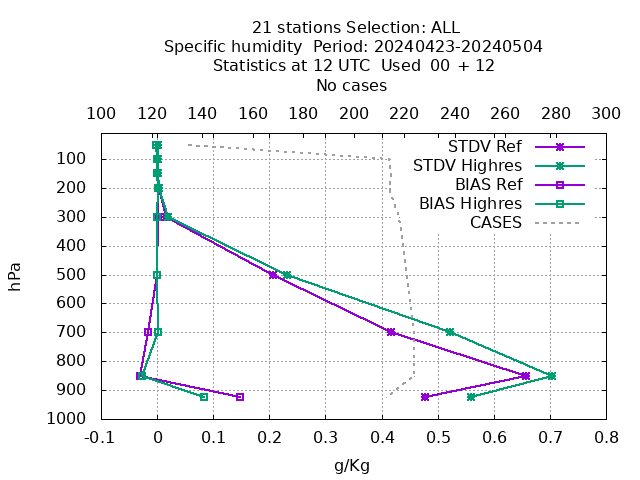 21 stations Selection: ALL
Specific humidity  Period: 20240423-20240504
Statistics at 12 UTC  Used  00 + 12
No cases
100 120 140 160 180 200 220 240 260 280 300
STDV Ref
STDV Highres
BIAS Ref
BIAS Highres
CASES
100
200
300
400
500
600
700
800
900
1000
hPa
-0.1 0 0.1 0.2 0.3 0.4 0.5 0.6 0.7 0.8
g/Kg